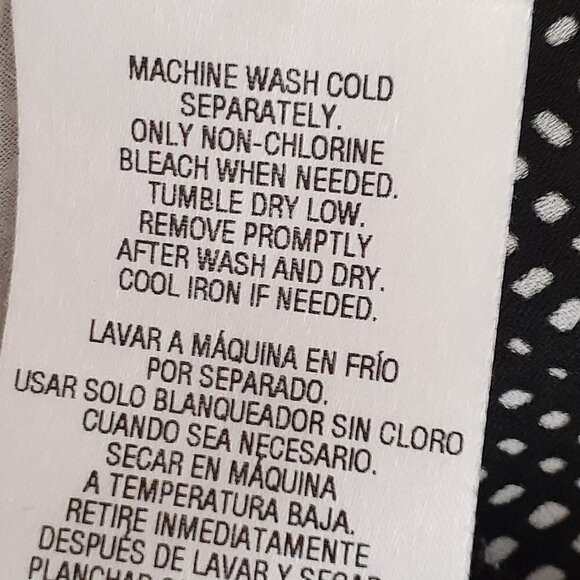 MACHINE WASH COLD
SEPARATELY.
ONLY NON-CHLORINE
BLEACH WHEN NEEDED.
TUMBLE DRY LOW.
REMOVE PROMPTLY
AFTER WASH AND DRY.
COOL IRON IF NEEDED.
LAVAR A MÁQUINA EN FRÍO
POR SEPARADO.
USAR SOLO BLANQUEADOR SIN CLORO
CUANDO SEA NECESARIO.
SECAR EN MÁQUINA
A TEMPERATURA BAJA.
RETIRE INMEDIATAMENTE
DESPUÉS DE LAVAR Y SECAR
PLANCHAR